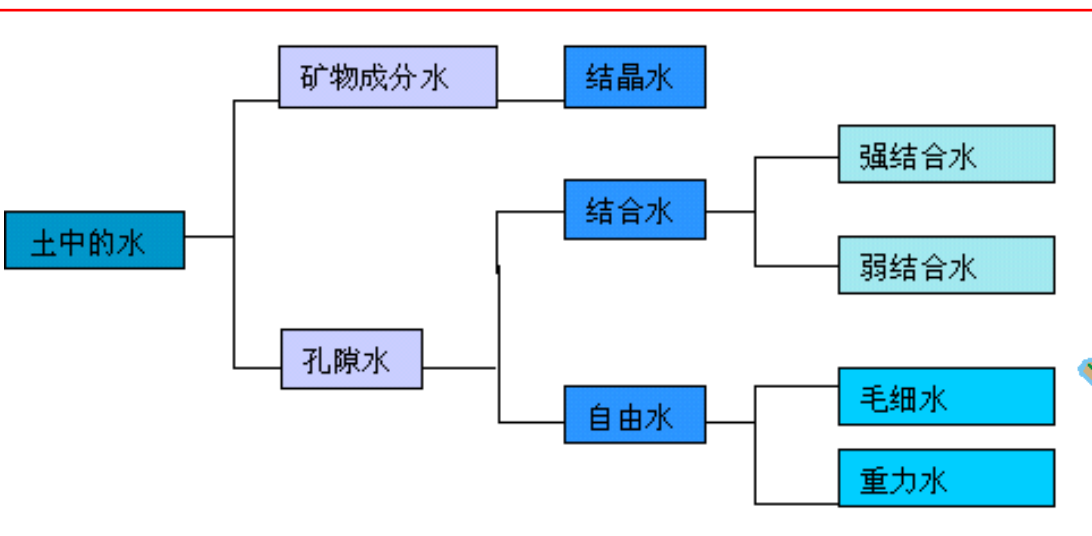 矿物成分水
结晶水
强结合水
结合水
土中的水
弱结合水
孔隙水
毛细水
自由水
重力水